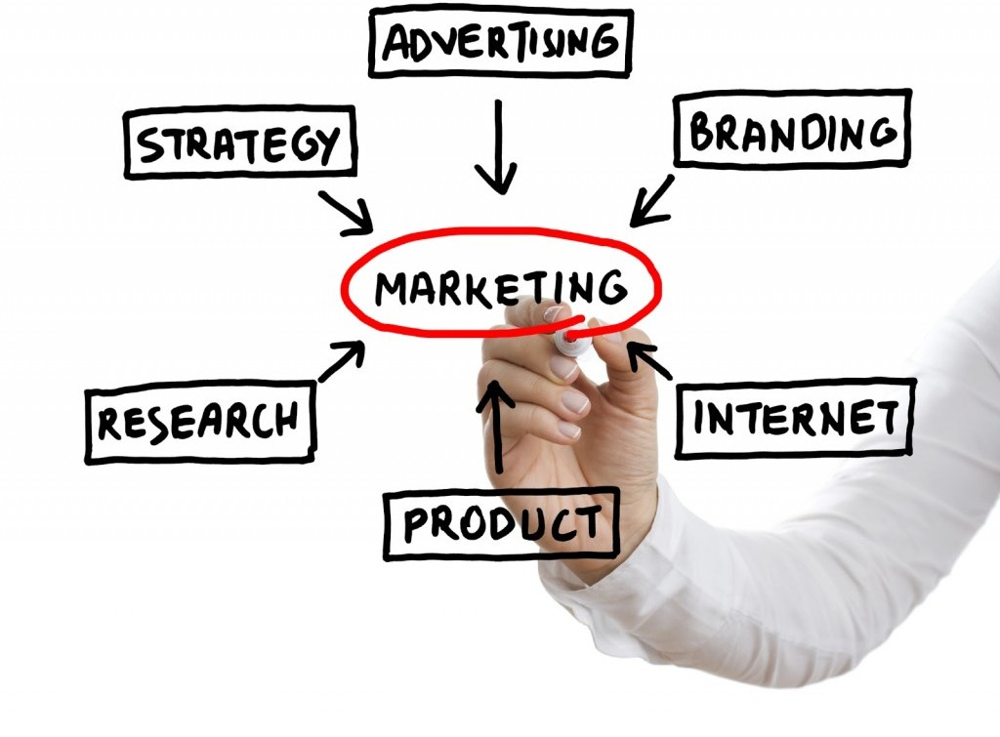 ADVERTISING
STRATEGY
BRANDING
MARKETING
RESEARCH
INTERNET
PRODUCT